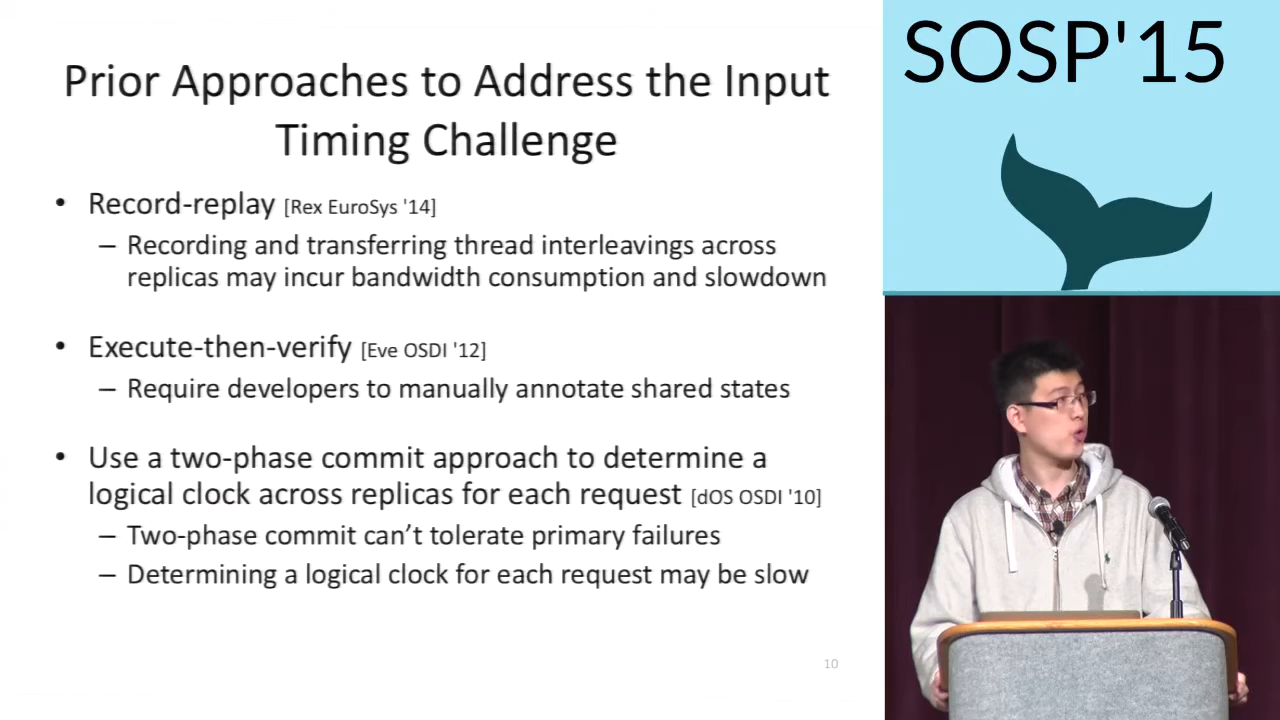 Prior Approaches to Address the Input
Timing Challenge
• Record-replay [Rex EuroSys '14]
– Recording and transferring thread interleavings across
replicas may incur bandwidth consumption and slowdown
• Execute-then-verify [Eve OSDI '12]
– Require developers to manually annotate shared states
• Use a two-phase commit approach to determine a
logical clock across replicas for each request [dOS OSDI '10]
– Two-phase commit can’t tolerate primary failures
– Determining a logical clock for each request may be slow
10
SOSP'15